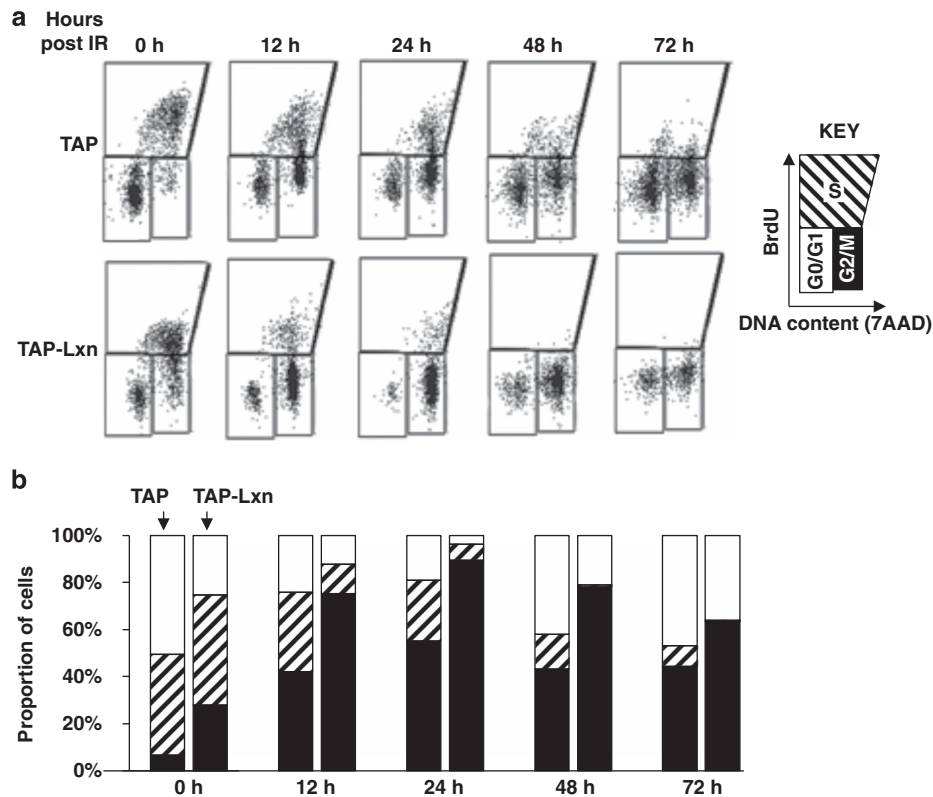 a
Hours
post IR
0 h 12 h 24 h 48 h 72 h
TAP
TAP-Lxn
KEY
BrdU
S
G0/G1
G2/M
DNA content (7AAD)
b
TAP TAP-Lxn
Proportion of cells
100%
80%
60%
40%
20%
0%
0 h 12 h 24 h 48 h 72 h